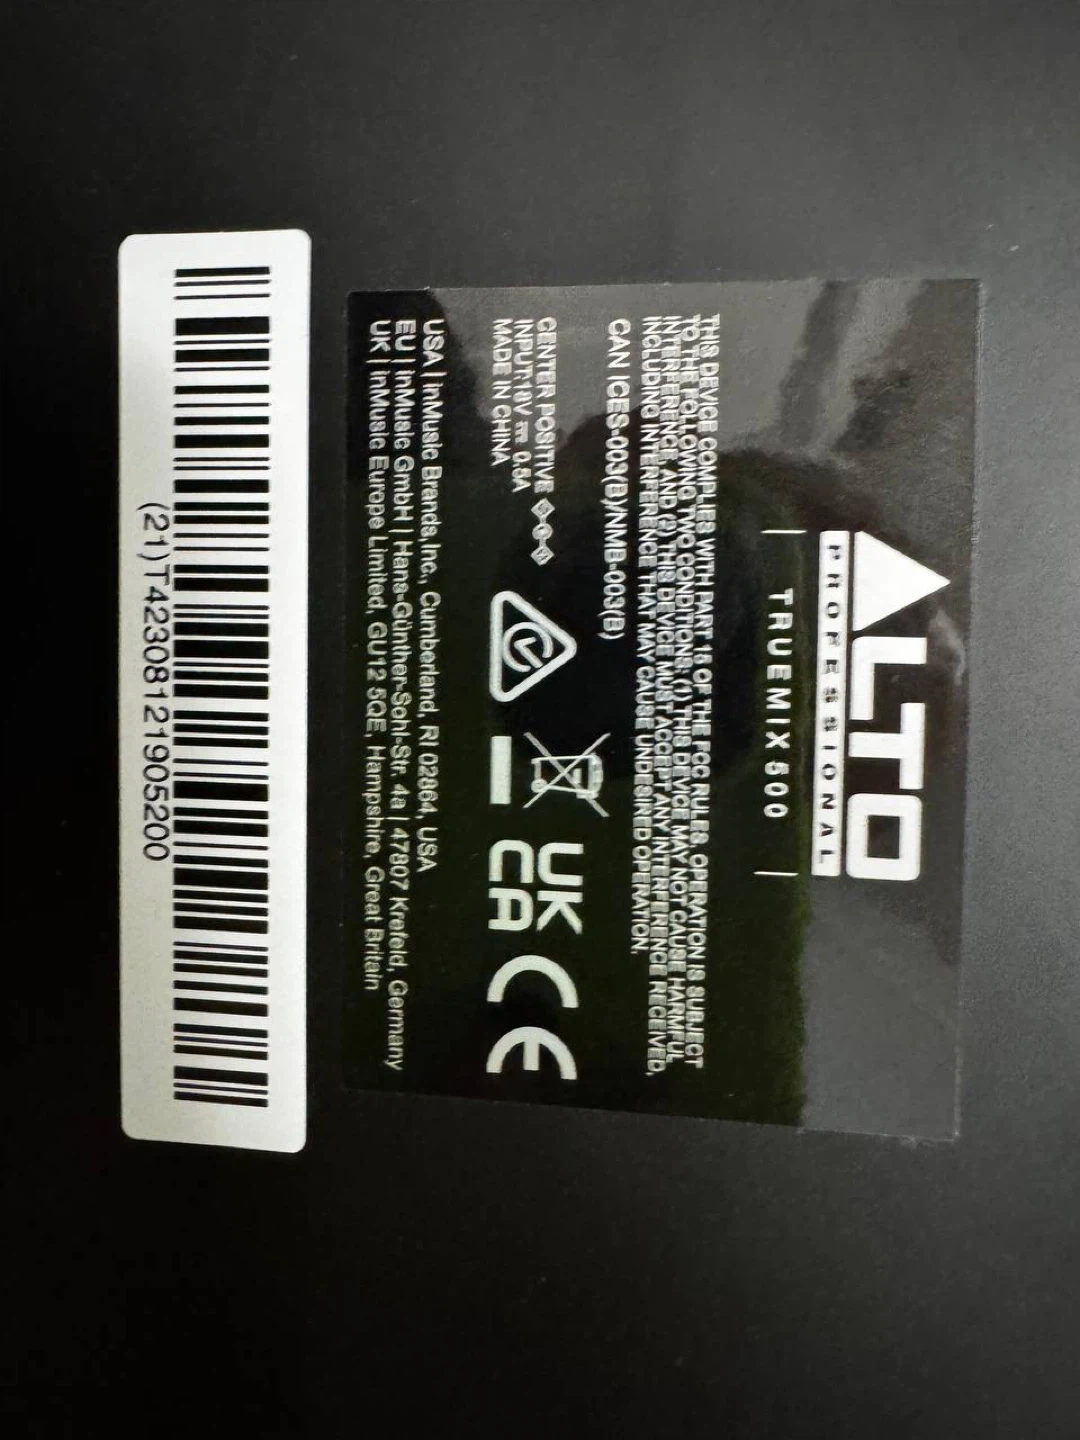 ALTO
PROFESSIONAL
TRUEMIX 500
THIS DEVICE COMPLIES WITH PART 15 OF THE FCC RULES. OPERATION IS SUBJECT
TO THE FOLLOWING TWO CONDITIONS: (1) THIS DEVICE MAY NOT CAUSE HARMFUL
INTERFERENCE, AND (2) THIS DEVICE MUST ACCEPT ANY INTERFERENCE RECEIVED,
INCLUDING INTERFERENCE THAT MAY CAUSE UNDESIRED OPERATION.
CAN ICES-003(B)/NMB-003(B)
CENTER POSITIVE
INPUT:18V ⎓ 0.8A
MADE IN CHINA
UK
CA
CE
USA | inMusic Brands, Inc., Cumberland, RI 02864, USA
EU | inMusic GmbH | Hans-Günther-Sohl-Str. 4a | 47807 Krefeld, Germany
UK | inMusic Europe Limited, GU12 5QE, Hampshire, Great Britain
(21)T42308121905200